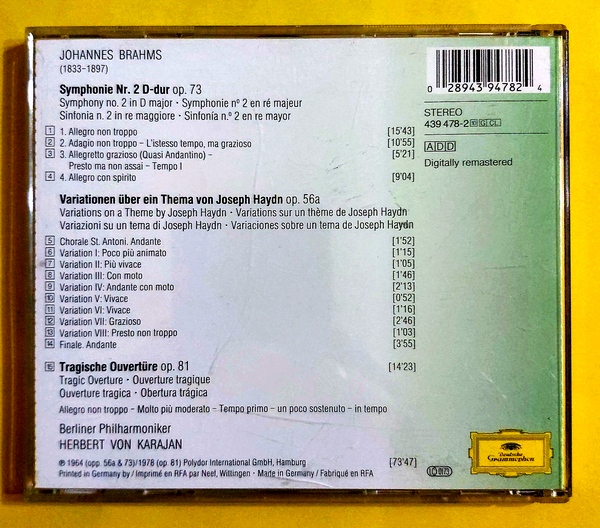 JOHANNES BRAHMS
(1833–1897)
Symphonie Nr. 2 D-dur op. 73
Symphony no. 2 in D major · Symphonie nº 2 en ré majeur
Sinfonia n. 2 in re maggiore · Sinfonía n.º 2 en re mayor
1 1. Allegro non troppo [15'43]
2 2. Adagio non troppo – L'istesso tempo, ma grazioso [10'55]
3 3. Allegretto grazioso (Quasi Andantino) – [5'21]
Presto ma non assai – Tempo I
4 4. Allegro con spirito [9'04]
Variationen über ein Thema von Joseph Haydn op. 56a
Variations on a Theme by Joseph Haydn · Variations sur un thème de Joseph Haydn
Variazioni su un tema di Joseph Haydn · Variaciones sobre un tema de Joseph Haydn
5 Chorale St. Antoni. Andante [1'52]
6 Variation I: Poco più animato [1'15]
7 Variation II: Più vivace [1'05]
8 Variation III: Con moto [1'46]
9 Variation IV: Andante con moto [2'13]
10 Variation V: Vivace [0'52]
11 Variation VI: Vivace [1'16]
12 Variation VII: Grazioso [2'46]
13 Variation VIII: Presto non troppo [1'03]
14 Finale. Andante [3'55]
15 Tragische Ouvertüre op. 81 [14'23]
Tragic Overture · Ouverture tragique
Ouverture tragica · Obertura trágica
Allegro non troppo – Molto più moderato – Tempo primo – un poco sostenuto – in tempo
Berliner Philharmoniker
HERBERT VON KARAJAN
℗ 1964 (opp. 56a & 73)/1978 (op. 81) Polydor International GmbH, Hamburg [73'47]
Printed in Germany by / Imprimé en RFA par Neef, Wittingen · Made in Germany / Fabriqué en RFA
0 28943 94782 4
STEREO
439 478-2 GCL
ADD
Digitally remastered
Deutsche
Grammophon